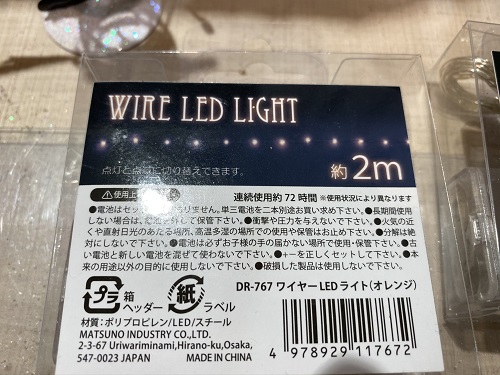 WIRE LED LIGHT
点灯と点滅に切り替えできます。
約2m
使用上
連続使用約72時間 ※使用状況により異なります
●電池はセッ りません。単三電池を二本別途お買い求め下さい。●長期間使用
しない場合は、電池を外して保管下さい。●衝撃や圧力を与えないで下さい。●火気の近
くや直射日光のあたる場所、高温多湿の場所での使用や保管はお止め下さい。●分解は絶
対にしないで下さい。●電池は必ずお子様の手の届かない場所で使用・保管下さい。●古
い電池と新しい電池を混ぜて使わないで下さい。●+-を正しくセットして下さい。●本
来の用途以外の目的に使用しないで下さい。●破損した製品は使用しないで下さい。
プラ 箱 ヘッダー 紙 ラベル
DR-767 ワイヤーLEDライト(オレンジ)
材質:ポリプロピレン/LED/スチール
MATSUNO INDUSTRY CO.,LTD.
2-3-67 Uriwariminami,Hirano-ku,Osaka,
547-0023 JAPAN MADE IN CHINA
4 978929 117672